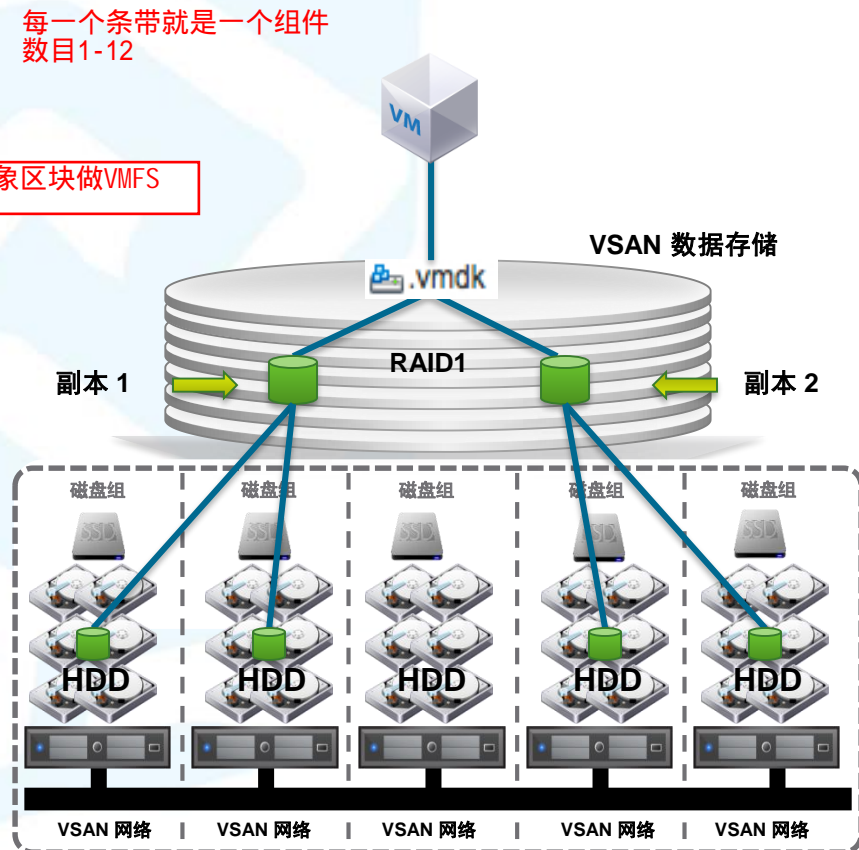 每一个条带就是一个组件
数目1-12
VM
象区块做VMFS
VSAN 数据存储
.vmdk
RAID1
副本 1
副本 2
磁盘组 磁盘组 磁盘组 磁盘组 磁盘组
SSD SSD SSD SSD SSD
HDD HDD HDD HDD HDD
VSAN 网络 VSAN 网络 VSAN 网络 VSAN 网络 VSAN 网络